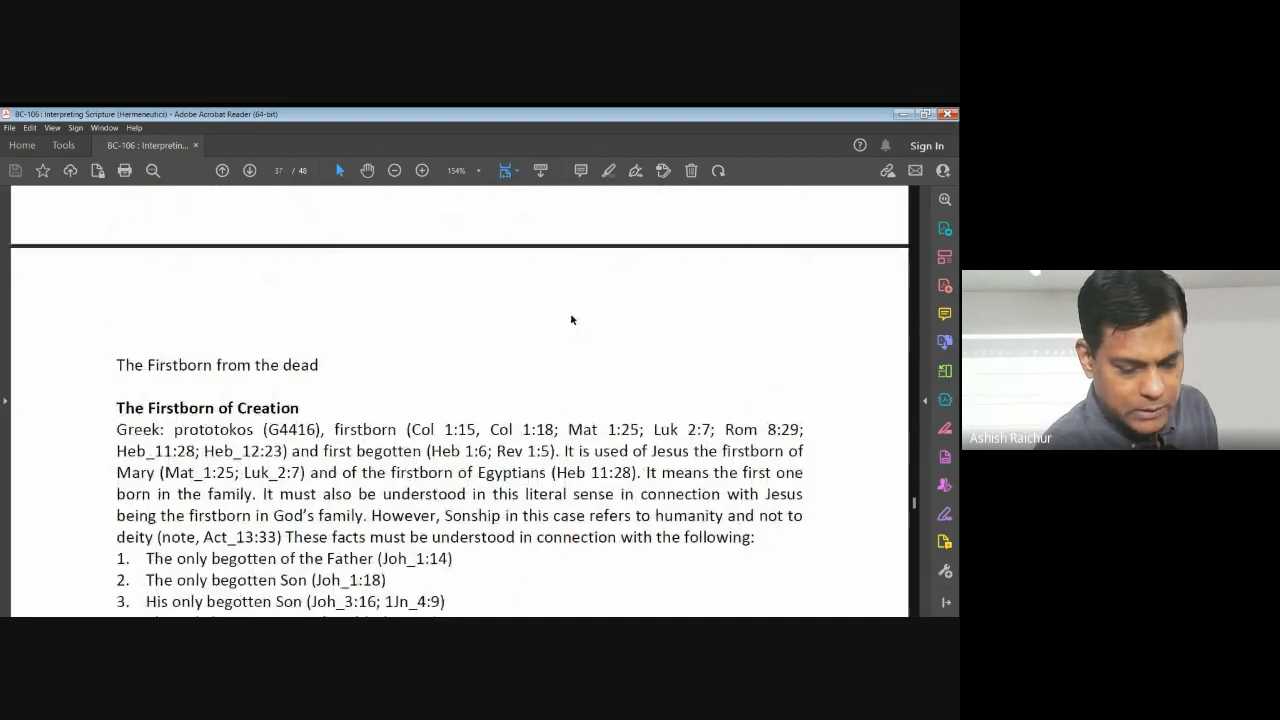 BC-106 : Interpreting Scripture (Hermeneutics) - Adobe Acrobat Reader (64-bit)
File Edit View Sign Window Help
Home Tools BC-106 : Interpretin... × Sign In
37 / 48 154%
The Firstborn from the dead
The Firstborn of Creation
Greek: prototokos (G4416), firstborn (Col 1:15, Col 1:18; Mat 1:25; Luk 2:7; Rom 8:29;
Heb_11:28; Heb_12:23) and first begotten (Heb 1:6; Rev 1:5). It is used of Jesus the firstborn of
Mary (Mat_1:25; Luk_2:7) and of the firstborn of Egyptians (Heb 11:28). It means the first one
born in the family. It must also be understood in this literal sense in connection with Jesus
being the firstborn in God’s family. However, Sonship in this case refers to humanity and not to
deity (note, Act_13:33) These facts must be understood in connection with the following:
1. The only begotten of the Father (Joh_1:14)
2. The only begotten Son (Joh_1:18)
3. His only begotten Son (Joh_3:16; 1Jn_4:9)
Ashish Raichur